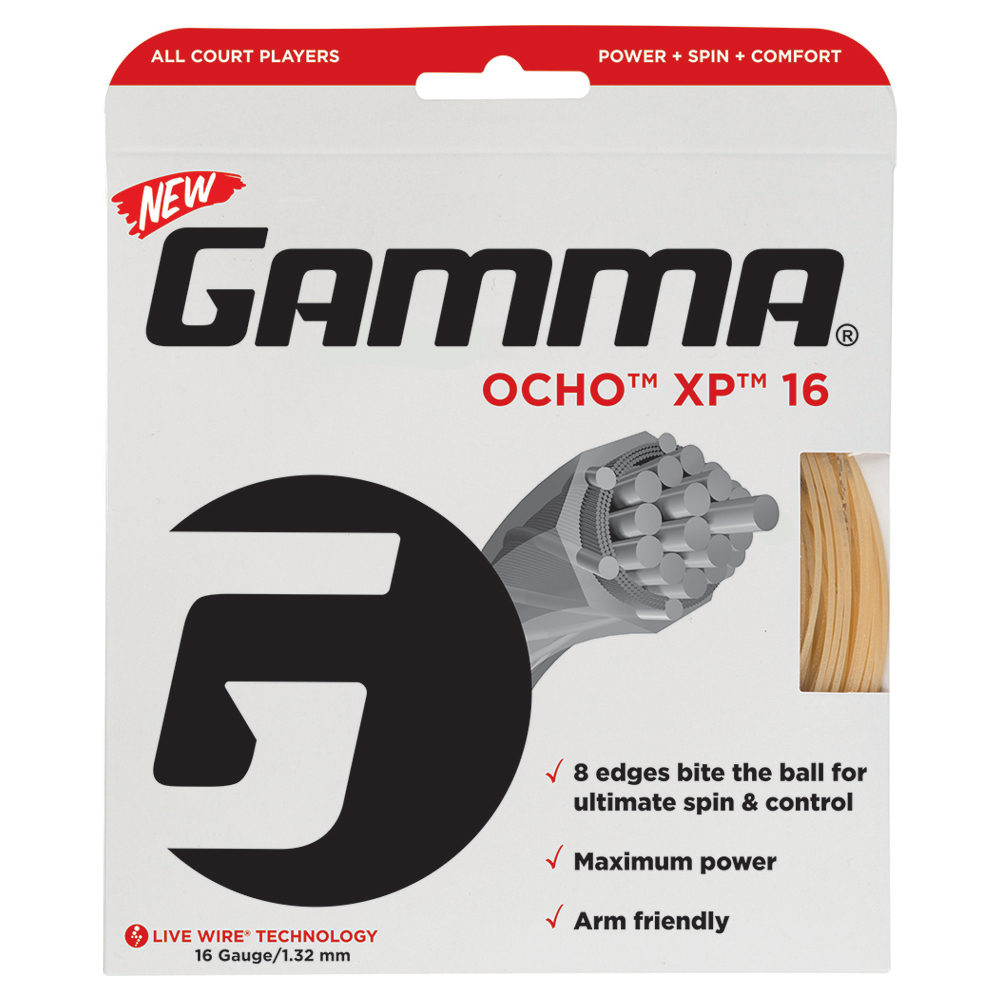 ALL COURT PLAYERS
POWER + SPIN + COMFORT
NEW
GAMMA®
OCHO™ XP™ 16
8 edges bite the ball for
ultimate spin & control
Maximum power
Arm friendly
LIVE WIRE® TECHNOLOGY
16 Gauge/1.32 mm